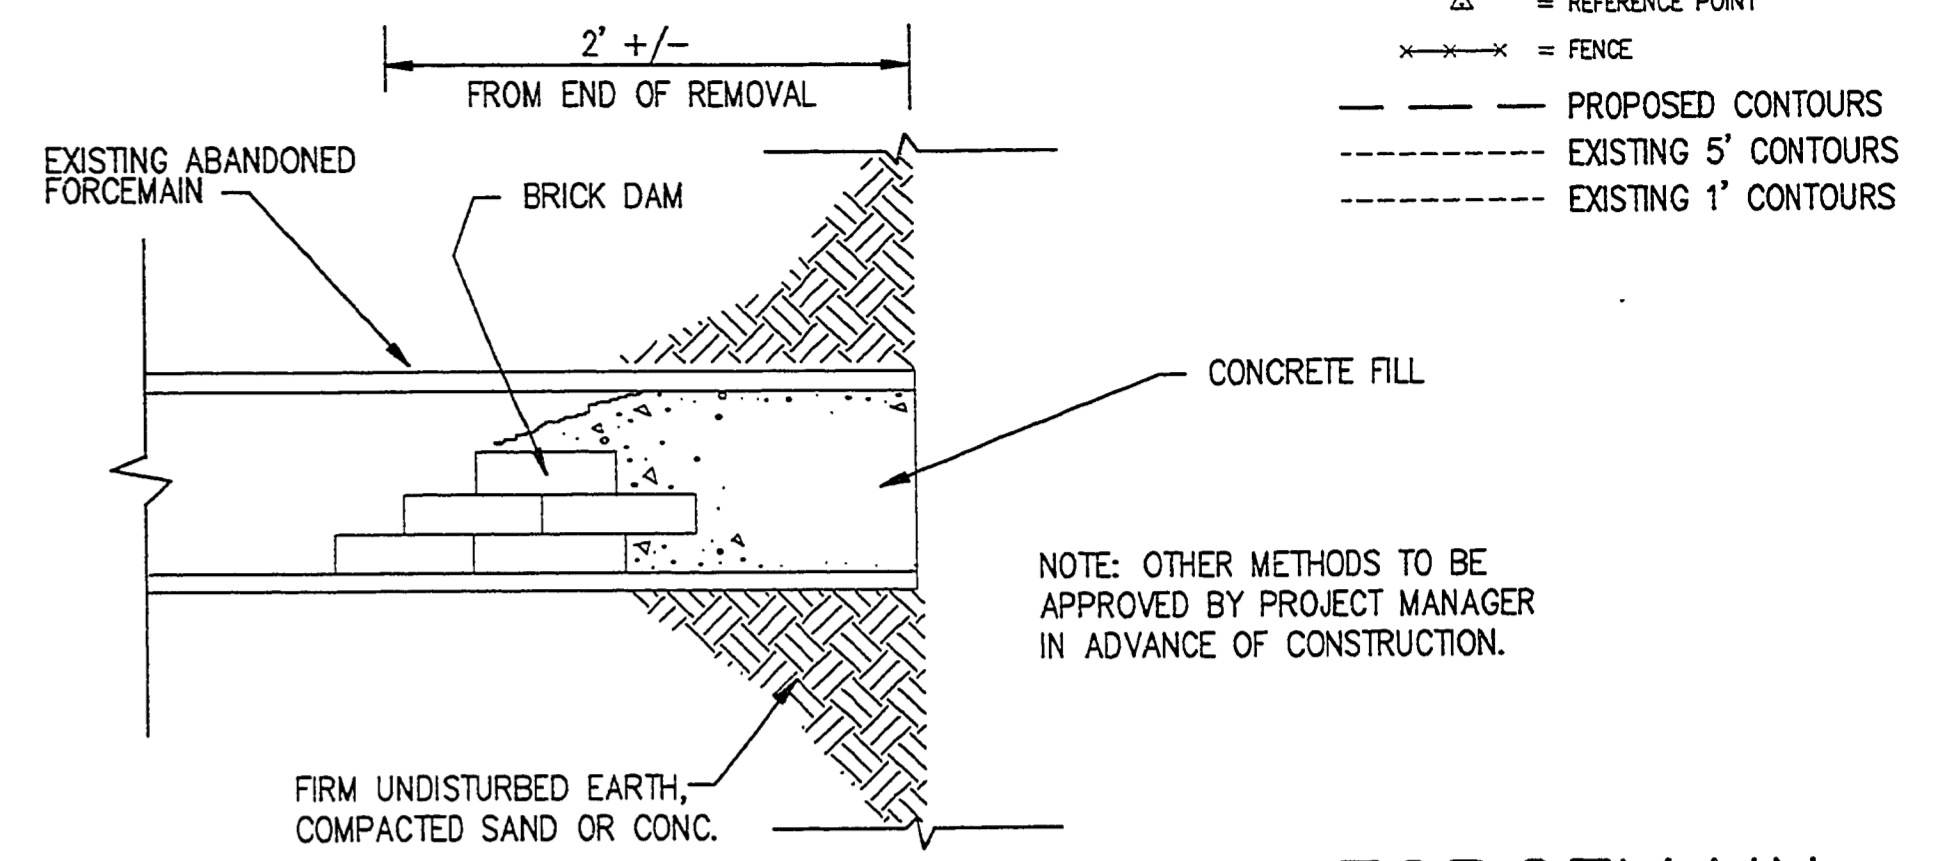 2' +/-
FROM END OF REMOVAL
EXISTING ABANDONED
FORCEMAIN
BRICK DAM
= REFERENCE POINT
= FENCE
PROPOSED CONTOURS
EXISTING 5' CONTOURS
EXISTING 1' CONTOURS
CONCRETE FILL
NOTE: OTHER METHODS TO BE
APPROVED BY PROJECT MANAGER
IN ADVANCE OF CONSTRUCTION.
FIRM UNDISTURBED EARTH,
COMPACTED SAND OR CONC.